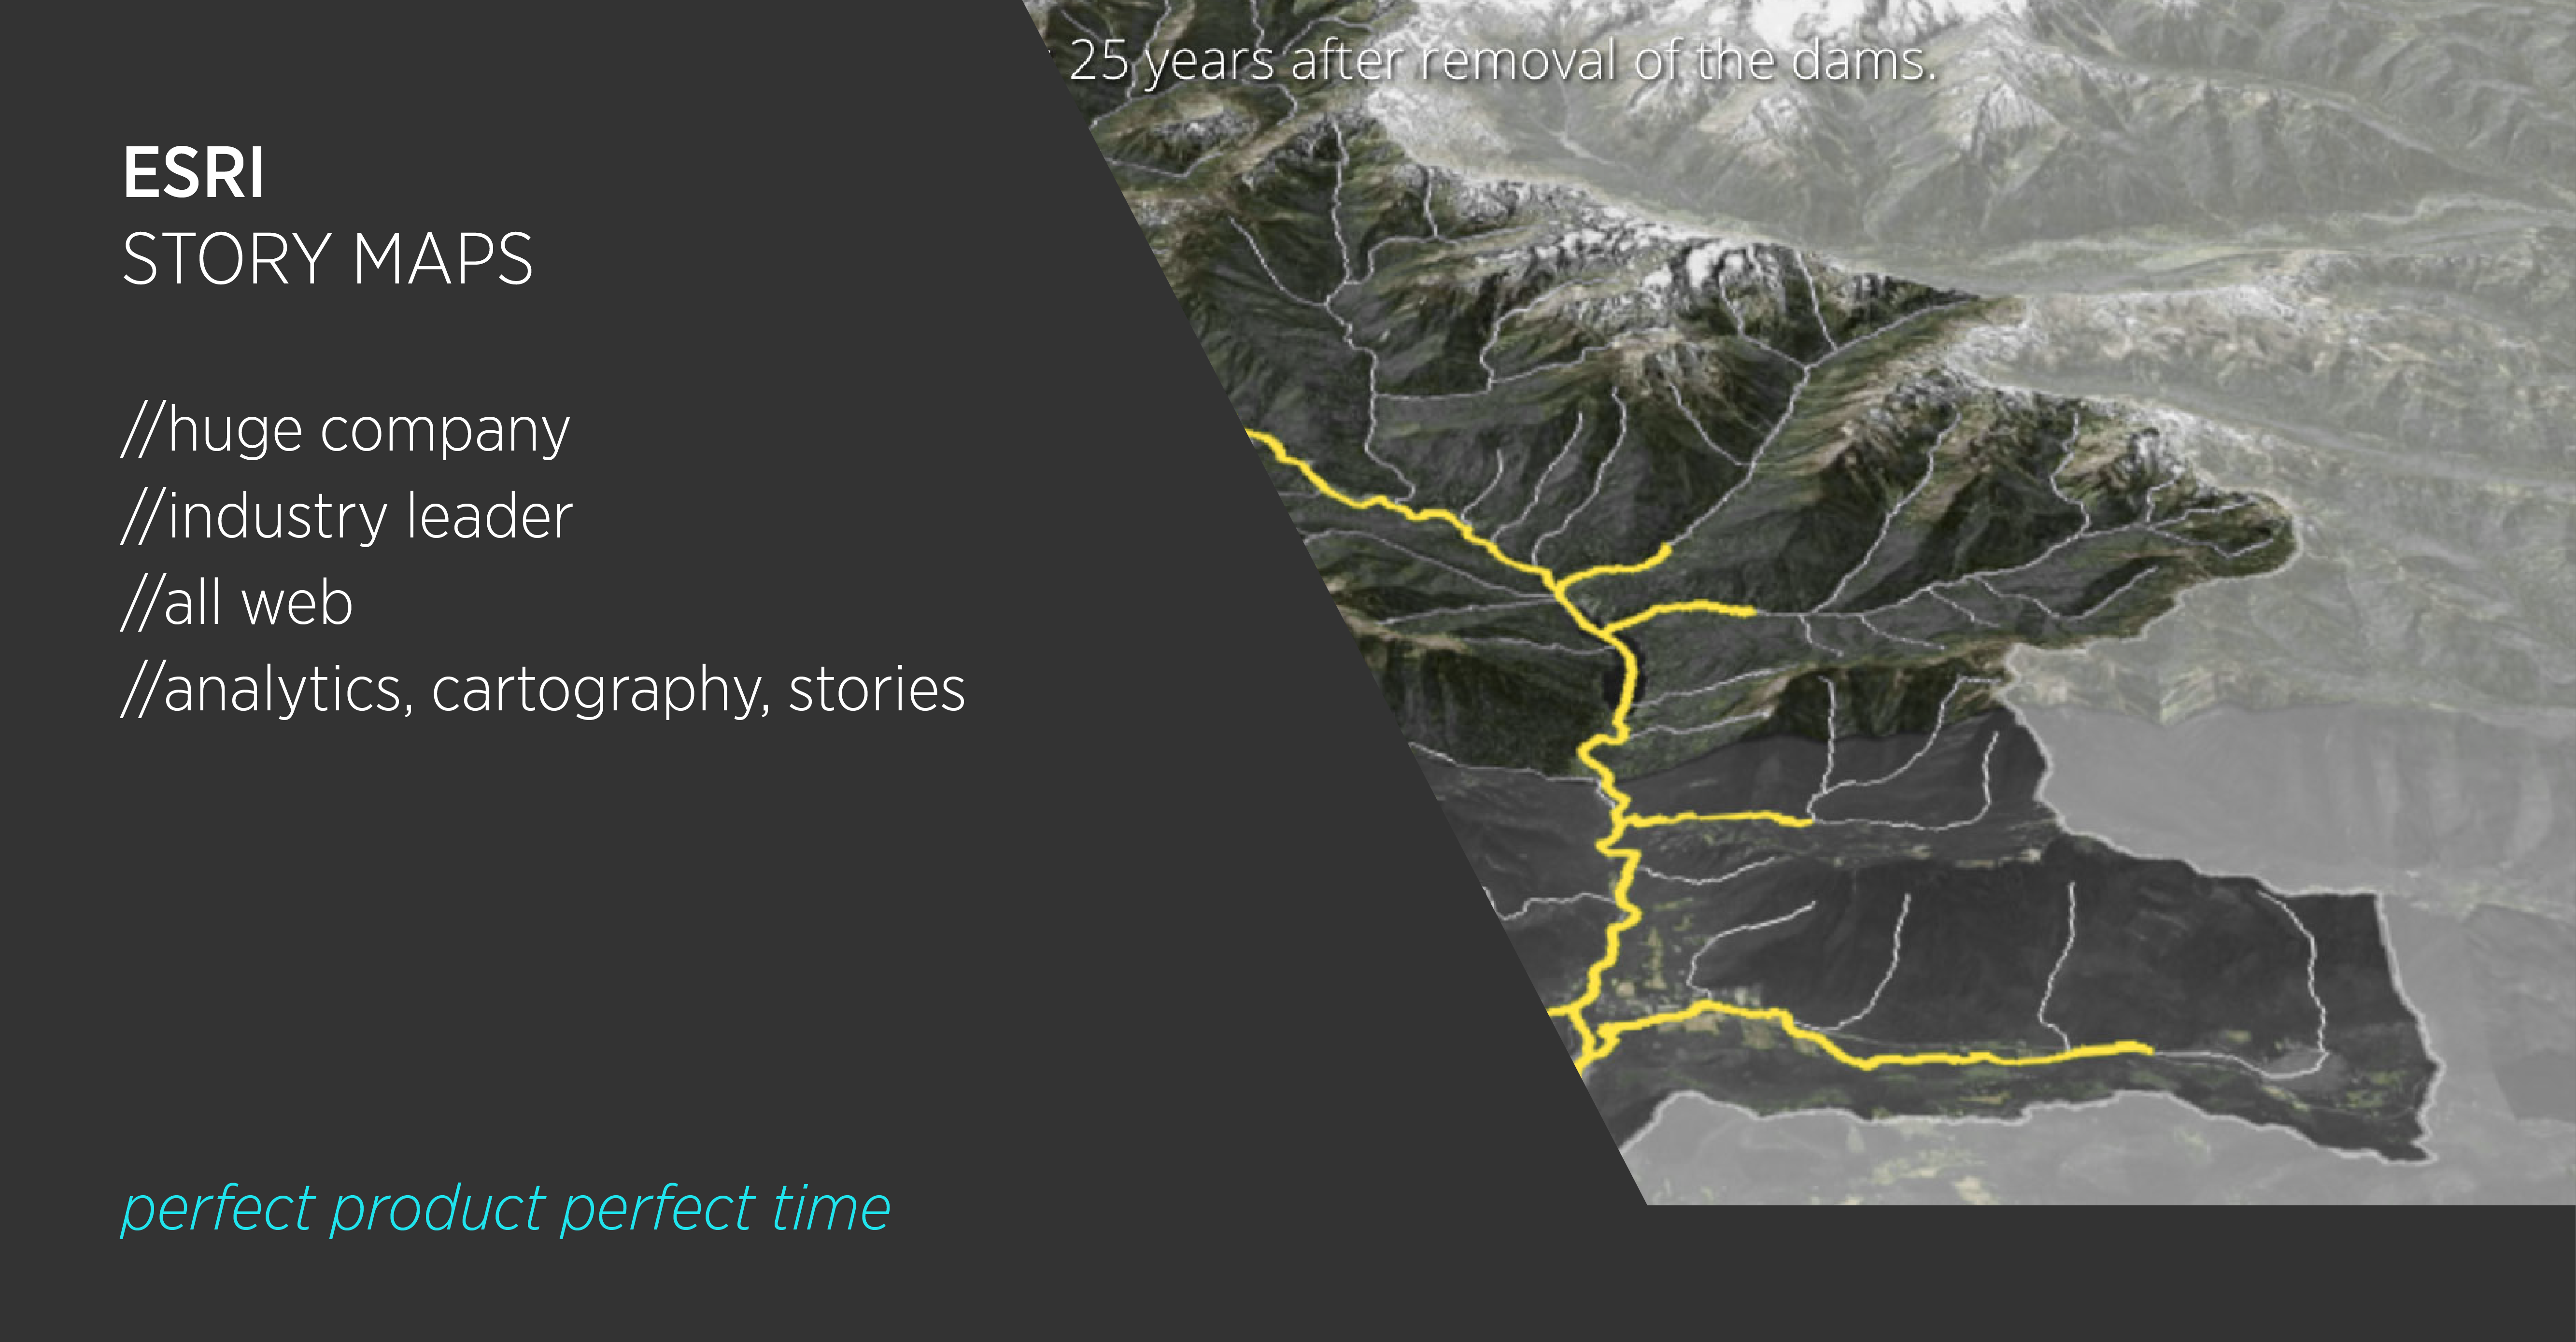 25 years after removal of the dams.
ESRI
STORY MAPS
//huge company
//industry leader
//all web
//analytics, cartography, stories
perfect product perfect time